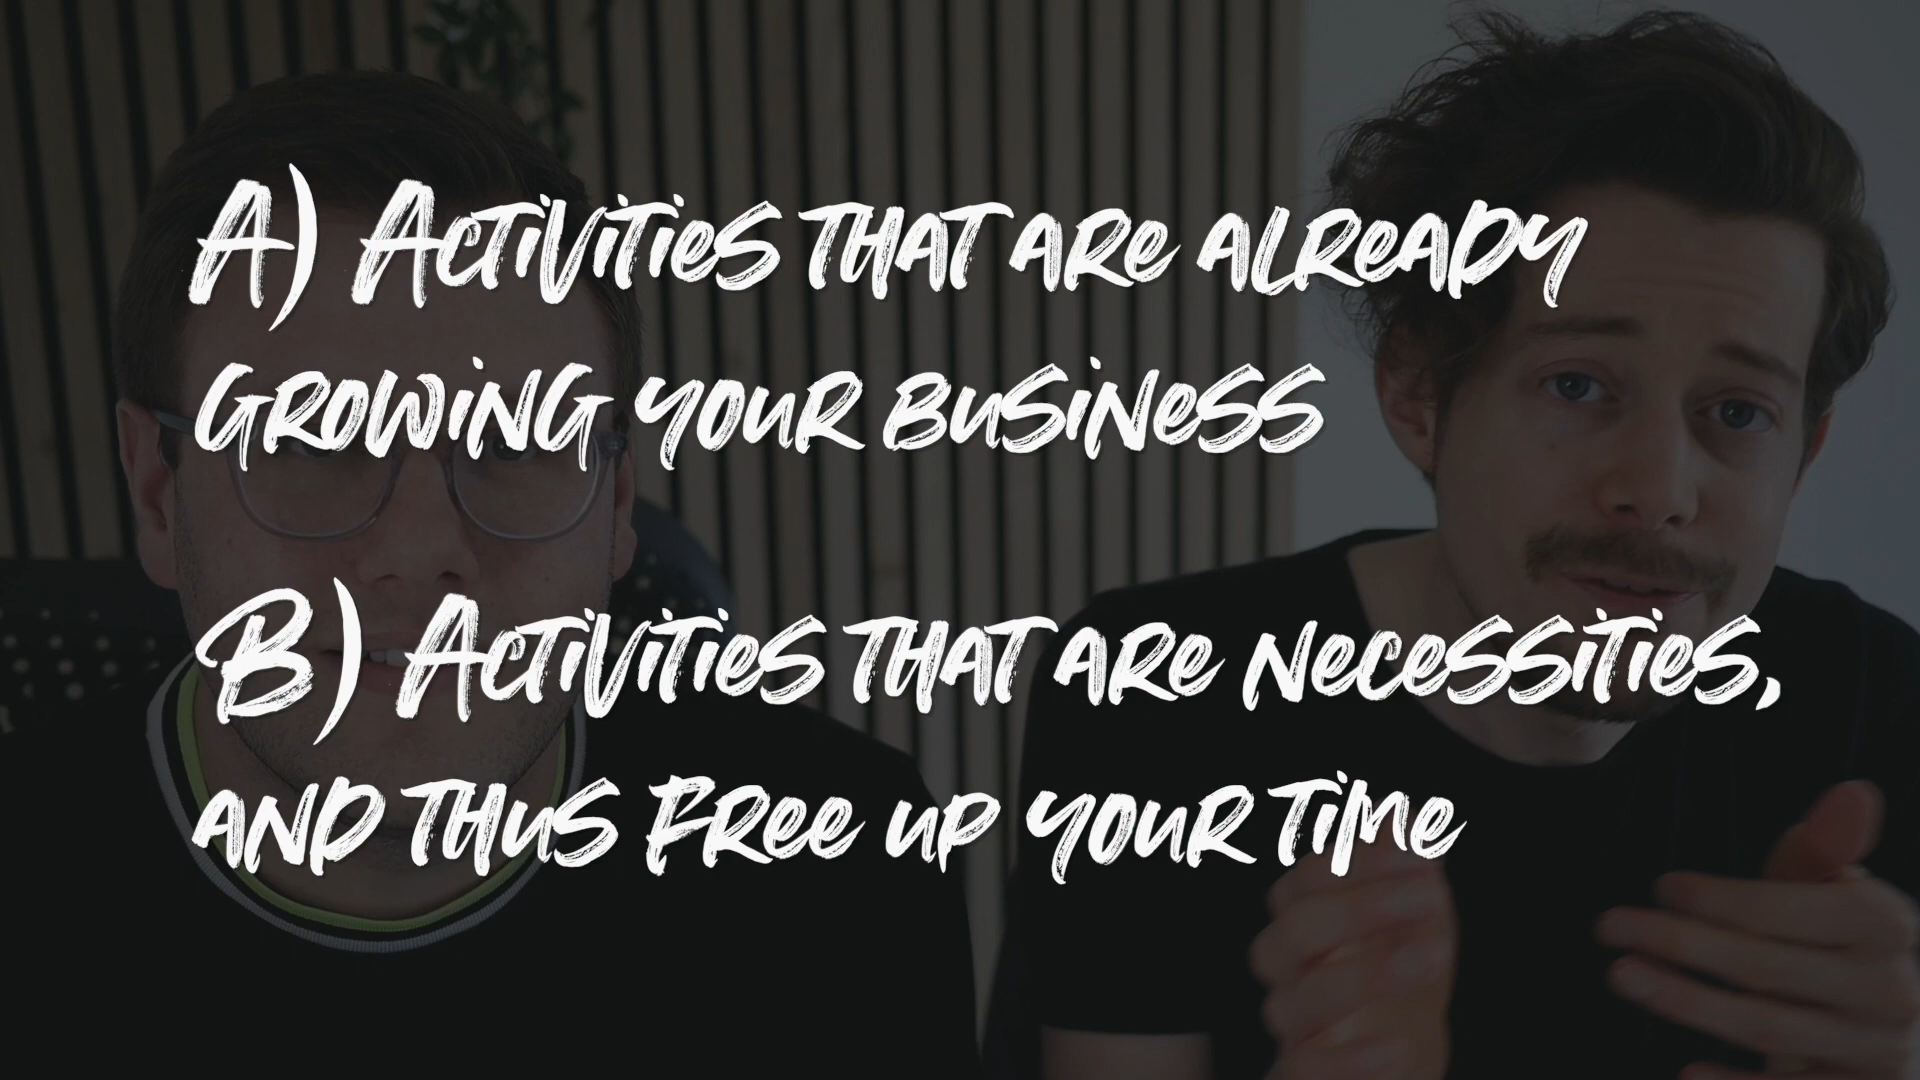 A) Activities that are already
growing your business
B) Activities that are necessities,
and thus free up your time